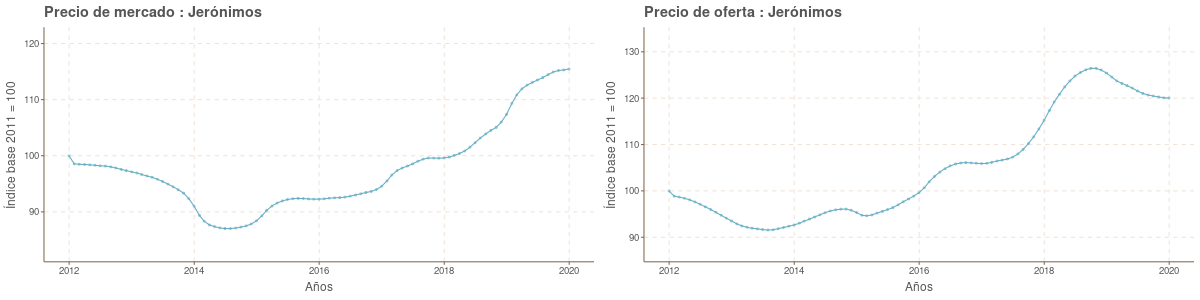 Precio de mercado : Jerónimos
Índice base 2011 = 100
120
110
100
90
2012 2014 2016 2018 2020
Años
Precio de oferta : Jerónimos
Índice base 2011 = 100
130
120
110
100
90
2012 2014 2016 2018 2020
Años